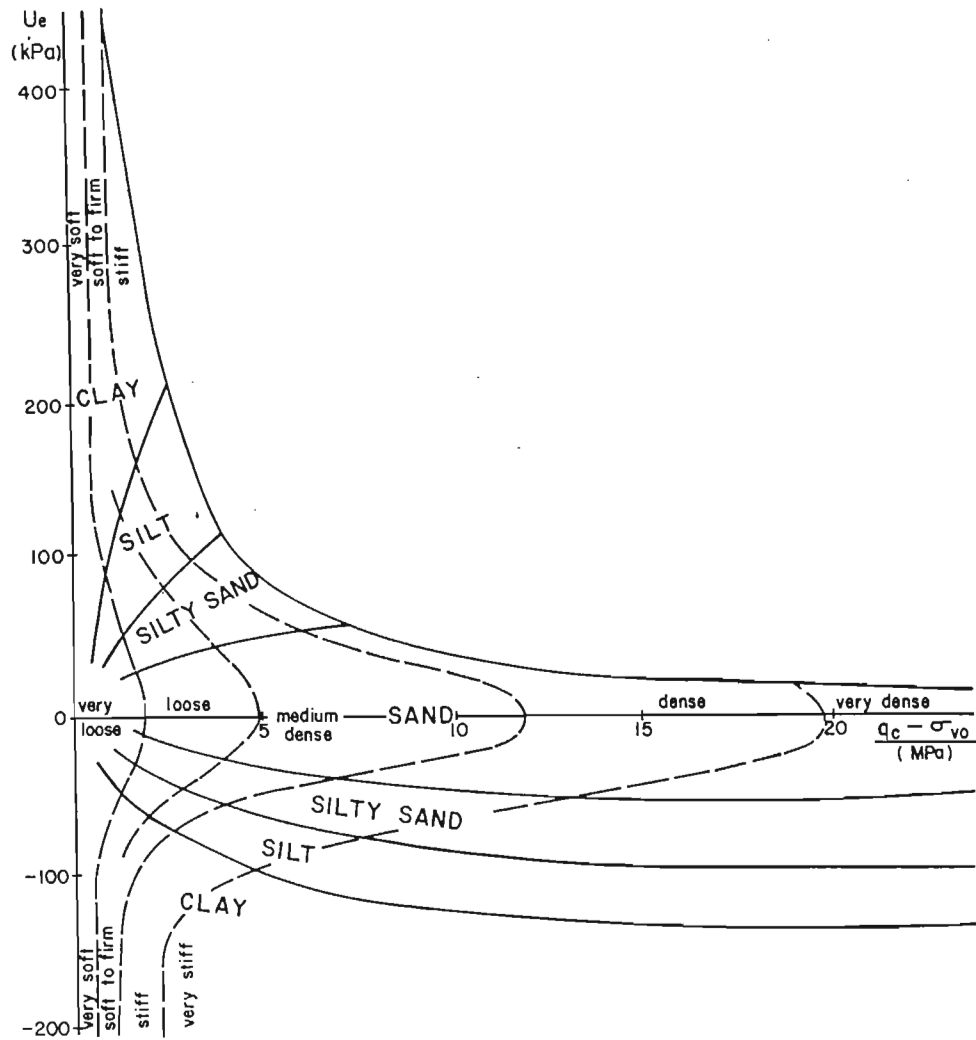 Ue
(kPa)
400
300
200
100
0
-100
-200
very soft
soft to firm
stiff
CLAY
SILT
SILTY SAND
very
loose
loose
medium
dense
SAND
dense
very dense
5
10
15
20
qc - σvo
(MPa)
SILTY SAND
SILT
CLAY
very soft
soft to firm
stiff
very stiff